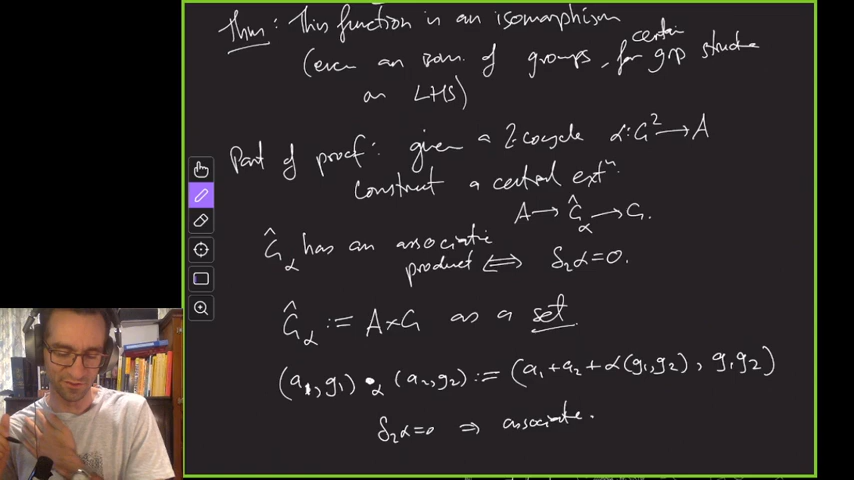 Thm: This function is an isomorphism
(even an isom. of groups, for certain grp structure
on LHS)
Part of proof: given a 2-cocycle α: G² → A
construct a central extⁿ
A → Ĝ_α → G.
Ĝ_α has an associative
product ⟺ δ₂α=0.
Ĝ_α := A×G as a set
(a₁, g₁) •_α (a₂, g₂) := (a₁ + a₂ + α(g₁, g₂), g₁g₂)
δ₂α=0 ⇒ associate.